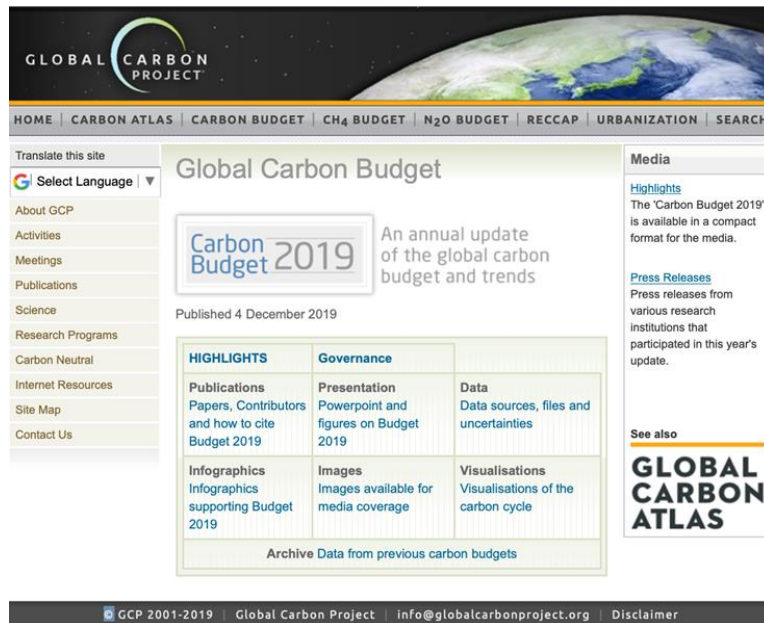 GLOBAL CARBON
PROJECT
HOME | CARBON ATLAS | CARBON BUDGET | CH4 BUDGET | N2O BUDGET | RECCAP | URBANIZATION | SEARCH
Translate this site
G Select Language ▼
About GCP
Activities
Meetings
Publications
Science
Research Programs
Carbon Neutral
Internet Resources
Site Map
Contact Us
Global Carbon Budget
Carbon
Budget 2019
An annual update
of the global carbon
budget and trends
Published 4 December 2019
HIGHLIGHTS
Governance
Publications
Papers, Contributors
and how to cite
Budget 2019
Presentation
Powerpoint and
figures on Budget
2019
Data
Data sources, files and
uncertainties
Infographics
Infographics
supporting Budget
2019
Images
Images available for
media coverage
Visualisations
Visualisations of the
carbon cycle
Archive Data from previous carbon budgets
Media
Highlights
The 'Carbon Budget 2019'
is available in a compact
format for the media.
Press Releases
Press releases from
various research
institutions that
participated in this year's
update.
See also
GLOBAL
CARBON
ATLAS
© GCP 2001-2019 | Global Carbon Project | info@globalcarbonproject.org | Disclaimer